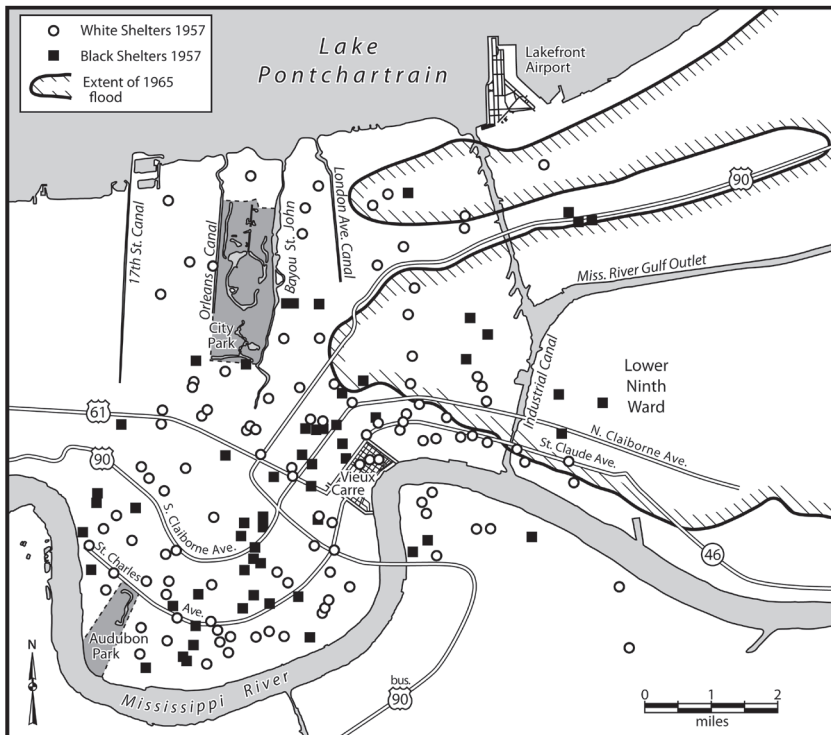 White Shelters 1957
Black Shelters 1957
Extent of 1965
flood
Lake
Pontchartrain
Lakefront
Airport
17th St. Canal
Orleans Canal
Bayou St. John
London Ave. Canal
90
Miss. River Gulf Outlet
City
Park
Industrial Canal
Lower
Ninth
Ward
61
N. Claiborne Ave.
St. Claude Ave.
90
Vieux
Carre
S. Claiborne Ave.
46
St. Charles
Ave.
Audubon
Park
N
Mississippi River
bus.
90
0 1 2
miles